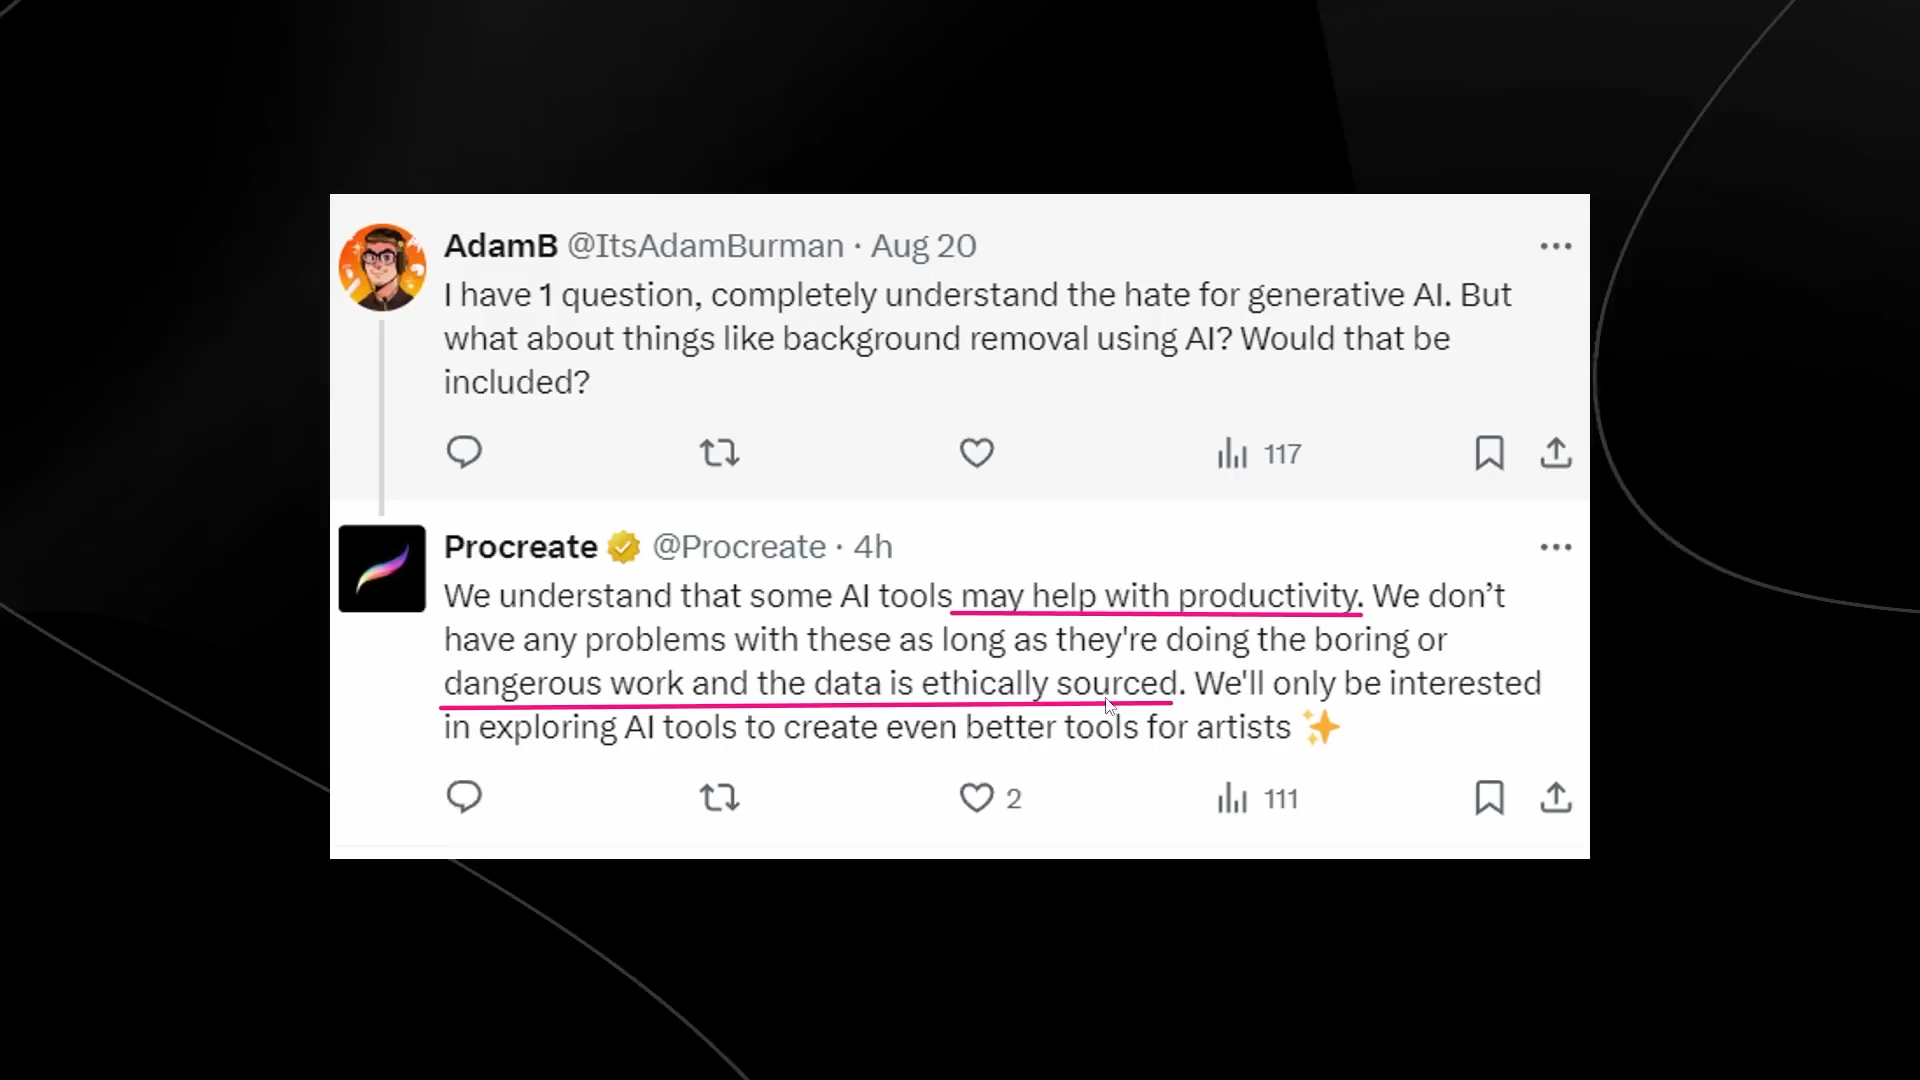 AdamB @ItsAdamBurman · Aug 20
I have 1 question, completely understand the hate for generative AI. But
what about things like background removal using AI? Would that be
included?
117
Procreate @Procreate · 4h
We understand that some AI tools may help with productivity. We don’t
have any problems with these as long as they're doing the boring or
dangerous work and the data is ethically sourced. We'll only be interested
in exploring AI tools to create even better tools for artists ✨
2 111